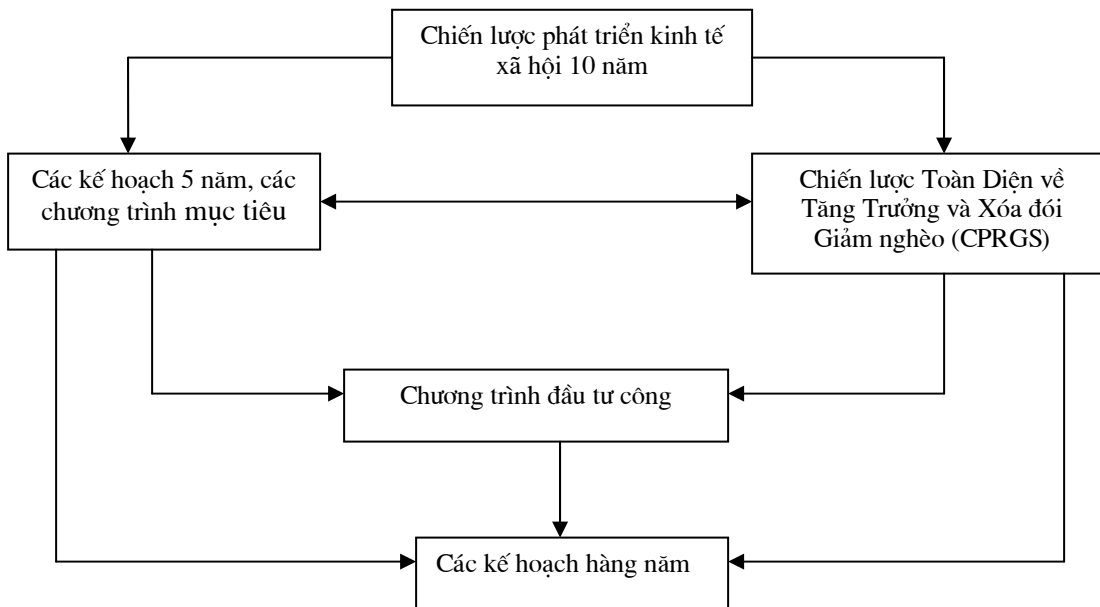 Chiến lược phát triển kinh tế
xã hội 10 năm
Các kế hoạch 5 năm, các
chương trình mục tiêu
Chiến lược Toàn Diện về
Tăng Trưởng và Xóa đói
Giảm nghèo (CPRGS)
Chương trình đầu tư công
Các kế hoạch hàng năm